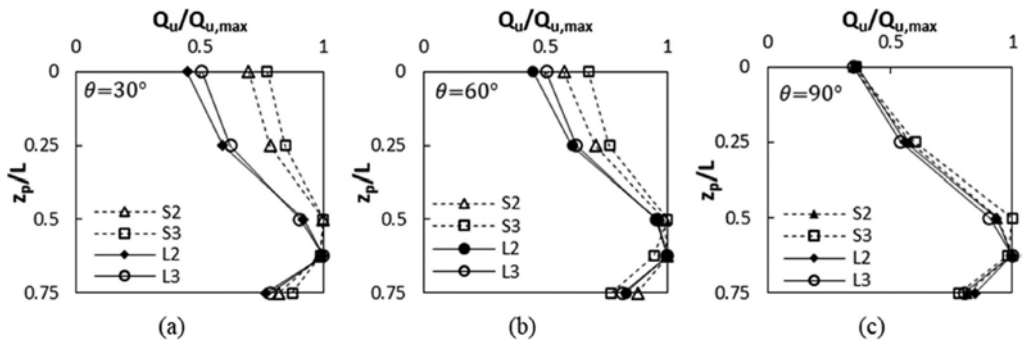 Qu/Qu,max
0 0.5 1
0
θ=30°
0.25
zp/L
0.5
S2
S3
L2
L3
0.75
(a)
Qu/Qu,max
0 0.5 1
0
θ=60°
0.25
zp/L
0.5
S2
S3
L2
L3
0.75
(b)
Qu/Qu,max
0 0.5 1
0
θ=90°
0.25
zp/L
0.5
S2
S3
L2
L3
0.75
(c)